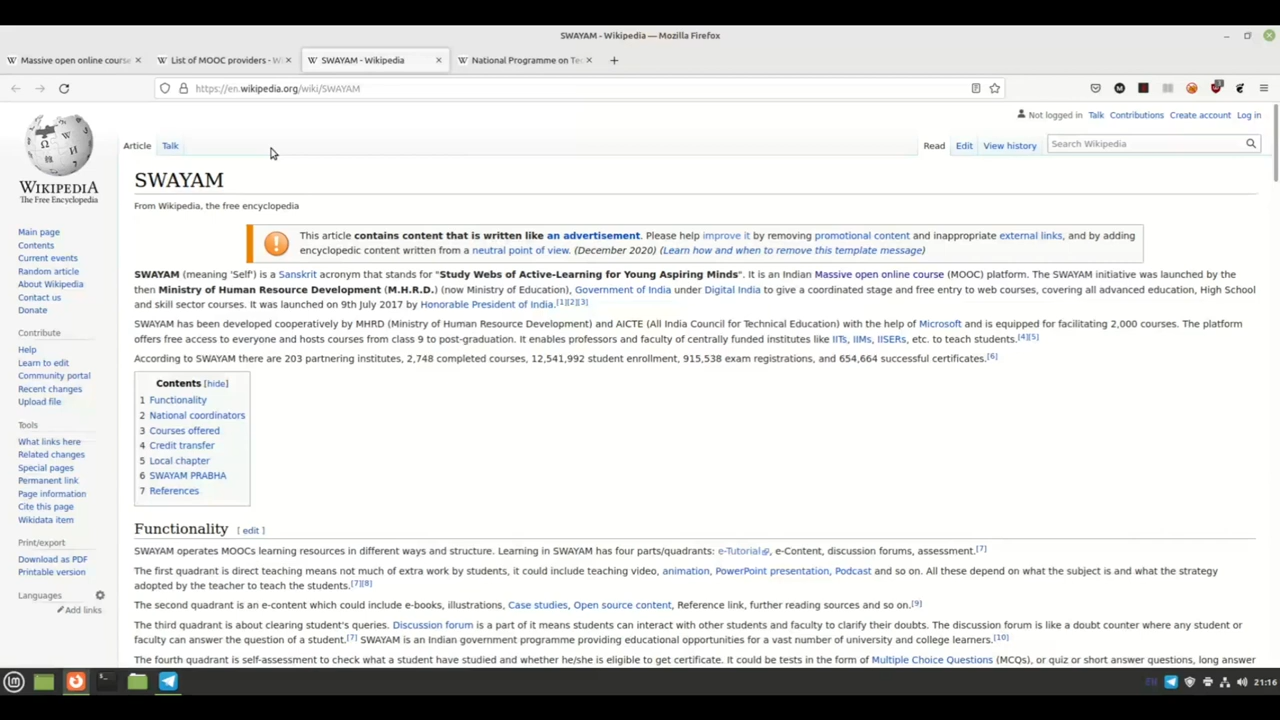 SWAYAM - Wikipedia — Mozilla Firefox
Massive open online course
List of MOOC providers - W
SWAYAM - Wikipedia
National Programme on Te
https://en.wikipedia.org/wiki/SWAYAM
Not logged in Talk Contributions Create account Log in
Article Talk
Read Edit View history Search Wikipedia
WIKIPEDIA
The Free Encyclopedia
Main page
Contents
Current events
Random article
About Wikipedia
Contact us
Donate
Contribute
Help
Learn to edit
Community portal
Recent changes
Upload file
Tools
What links here
Related changes
Special pages
Permanent link
Page information
Cite this page
Wikidata item
Print/export
Download as PDF
Printable version
Languages
Add links
SWAYAM
From Wikipedia, the free encyclopedia
This article contains content that is written like an advertisement. Please help improve it by removing promotional content and inappropriate external links, and by adding
encyclopedic content written from a neutral point of view. (December 2020) (Learn how and when to remove this template message)
SWAYAM (meaning 'Self') is a Sanskrit acronym that stands for "Study Webs of Active-Learning for Young Aspiring Minds". It is an Indian Massive open online course (MOOC) platform. The SWAYAM initiative was launched by the
then Ministry of Human Resource Development (M.H.R.D.) (now Ministry of Education), Government of India under Digital India to give a coordinated stage and free entry to web courses, covering all advanced education, High School
and skill sector courses. It was launched on 9th July 2017 by Honorable President of India.[1][2][3]
SWAYAM has been developed cooperatively by MHRD (Ministry of Human Resource Development) and AICTE (All India Council for Technical Education) with the help of Microsoft and is equipped for facilitating 2,000 courses. The platform
offers free access to everyone and hosts courses from class 9 to post-graduation. It enables professors and faculty of centrally funded institutes like IITs, IIMs, IISERs, etc. to teach students.[4][5]
According to SWAYAM there are 203 partnering institutes, 2,748 completed courses, 12,541,992 student enrollment, 915,538 exam registrations, and 654,664 successful certificates.[6]
Contents [hide]
1 Functionality
2 National coordinators
3 Courses offered
4 Credit transfer
5 Local chapter
6 SWAYAM PRABHA
7 References
Functionality [ edit ]
SWAYAM operates MOOCs learning resources in different ways and structure. Learning in SWAYAM has four parts/quadrants: e-Tutorial, e-Content, discussion forums, assessment.[7]
The first quadrant is direct teaching means not much of extra work by students, it could include teaching video, animation, PowerPoint presentation, Podcast and so on. All these depend on what the subject is and what the strategy
adopted by the teacher to teach the students.[7][8]
The second quadrant is an e-content which could include e-books, illustrations, Case studies, Open source content, Reference link, further reading sources and so on.[9]
The third quadrant is about clearing student's queries. Discussion forum is a part of it means students can interact with other students and faculty to clarify their doubts. The discussion forum is like a doubt counter where any student or
faculty can answer the question of a student.[7] SWAYAM is an Indian government programme providing educational opportunities for a vast number of university and college learners.[10]
The fourth quadrant is self-assessment to check what a student have studied and whether he/she is eligible to get certificate. It could be tests in the form of Multiple Choice Questions (MCQs), or quiz or short answer questions, long answer
EN 21:16